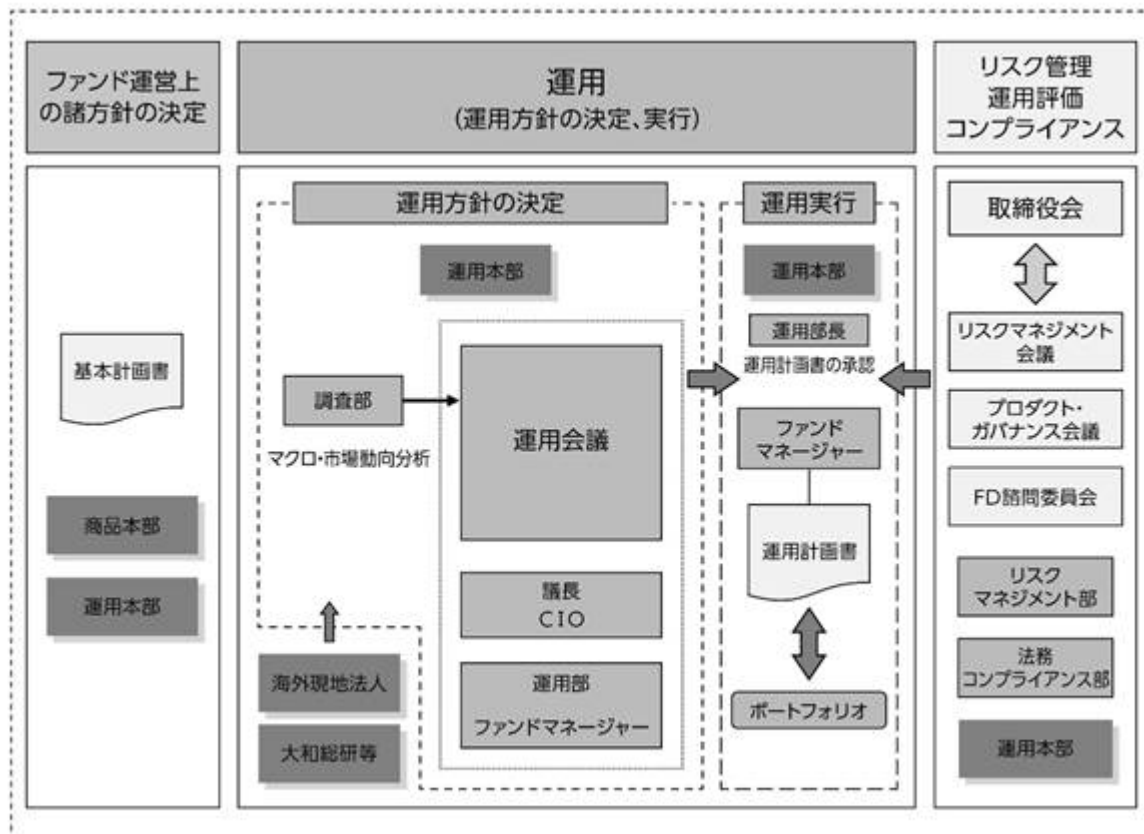 ファンド運営上
の諸方針の決定
基本計画書
商品本部
運用本部
運用
(運用方針の決定、実行)
運用方針の決定
運用本部
調査部
マクロ・市場動向分析
運用会議
議長
CIO
運用部
ファンドマネージャー
海外現地法人
大和総研等
運用実行
運用本部
運用部長
運用計画書の承認
ファンド
マネージャー
運用計画書
ポートフォリオ
リスク管理
運用評価
コンプライアンス
取締役会
リスクマネジメント
会議
プロダクト・
ガバナンス会議
FD諮問委員会
リスク
マネジメント部
法務
コンプライアンス部
運用本部